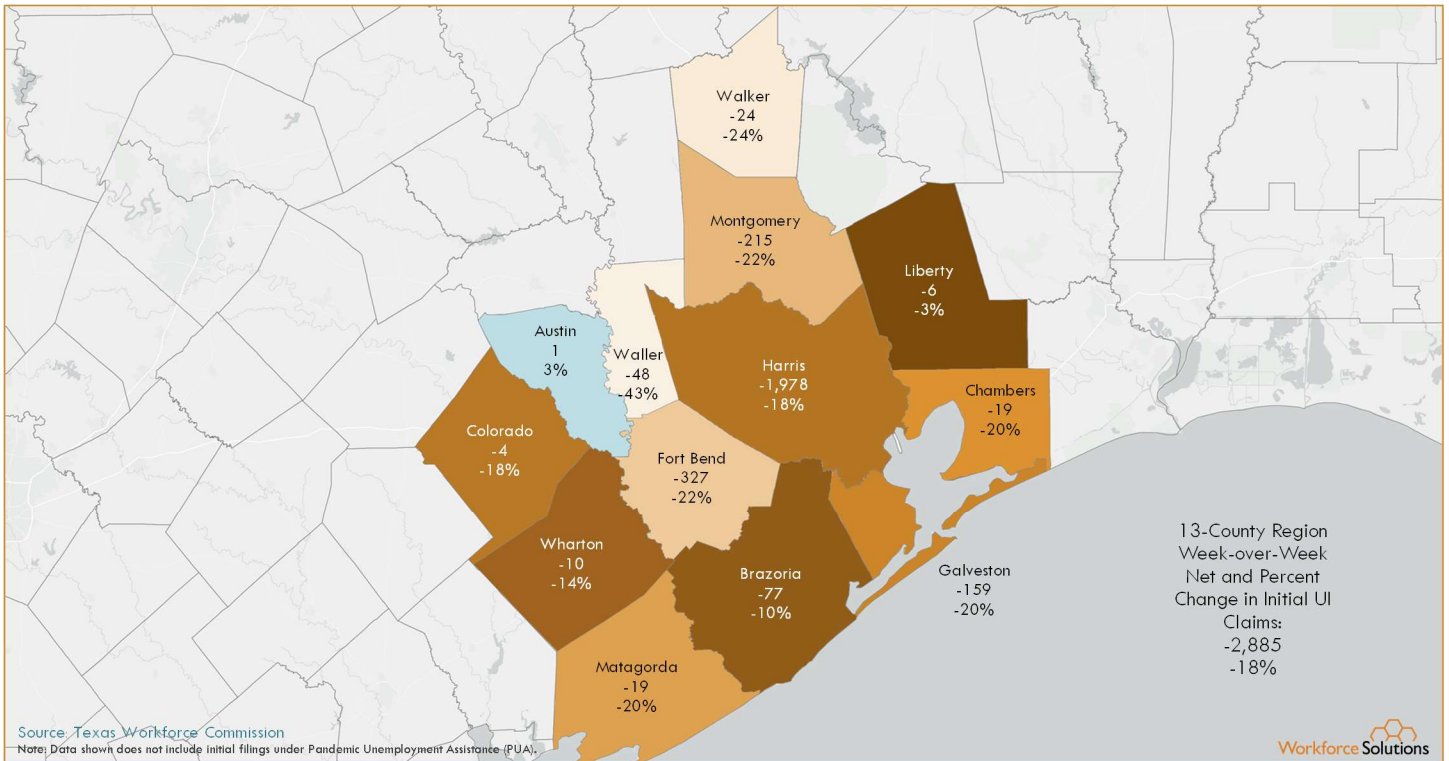 Walker
-24
-24%
Montgomery
-215
-22%
Liberty
-6
-3%
Austin
1
3%
Waller
-48
-43%
Harris
-1,978
-18%
Chambers
-19
-20%
Colorado
-4
-18%
Fort Bend
-327
-22%
Wharton
-10
-14%
Brazoria
-77
-10%
Galveston
-159
-20%
Matagorda
-19
-20%
13-County Region
Week-over-Week
Net and Percent
Change in Initial UI
Claims:
-2,885
-18%
Source: Texas Workforce Commission
Note: Data shown does not include initial filings under Pandemic Unemployment Assistance (PUA).
Workforce Solutions